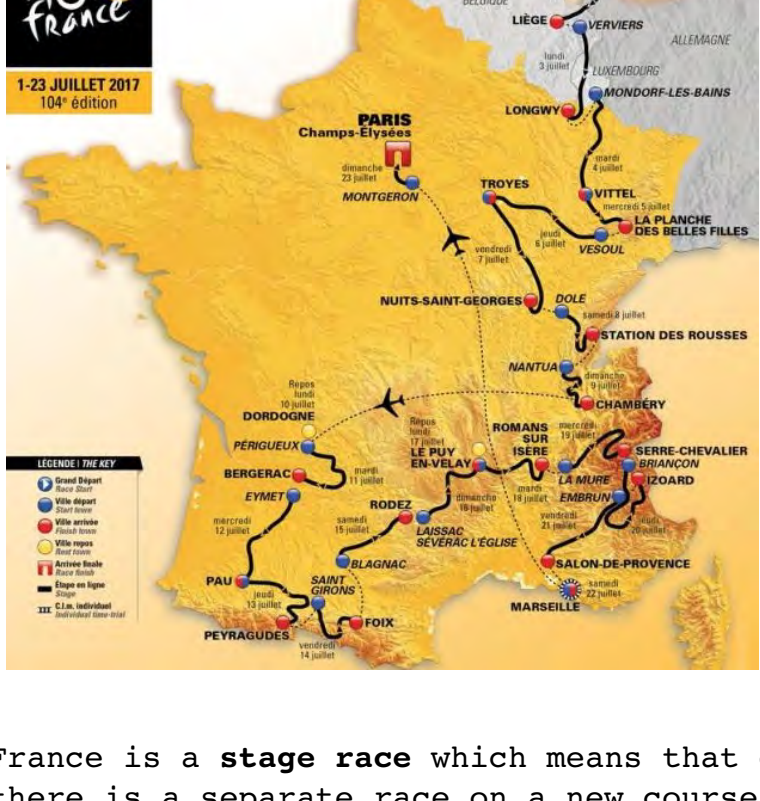 france
1-23 JUILLET 2017
104e édition
BELGIQUE
LIÈGE
VERVIERS
ALLEMAGNE
lundi
3 juillet
LUXEMBOURG
MONDORF-LES-BAINS
LONGWY
PARIS
Champs-Élysées
dimanche
23 juillet
MONTGERON
mardi
4 juillet
TROYES
VITTEL
mercredi 5 juillet
LA PLANCHE
DES BELLES FILLES
jeudi
6 juillet
VESOUL
vendredi
7 juillet
NUITS-SAINT-GEORGES
DOLE
samedi 8 juillet
STATION DES ROUSSES
NANTUA
dimanche
9 juillet
CHAMBÉRY
Repos
lundi
10 juillet
DORDOGNE
PÉRIGUEUX
BERGERAC
mardi
11 juillet
EYMET
mercredi
12 juillet
Repos
lundi
17 juillet
LE PUY
EN-VELAY
ROMANS
SUR
ISÈRE
mercredi
19 juillet
SERRE-CHEVALIER
BRIANÇON
IZOARD
LA MURE
EMBRUN
mardi
18 juillet
dimanche
16 juillet
RODEZ
samedi
15 juillet
LAISSAC
SÉVÉRAC L'ÉGLISE
vendredi
21 juillet
jeudi
20 juillet
BLAGNAC
SALON-DE-PROVENCE
samedi
22 juillet
MARSEILLE
PAU
jeudi
13 juillet
SAINT
GIRONS
PEYRAGUDES
FOIX
vendredi
14 juillet
LÉGENDE | THE KEY
Grand Départ
Race Start
Ville départ
Start town
Ville arrivée
Finish town
Ville repos
Rest town
Arrivée finale
Race finish
Étape en ligne
Stage
C.l.m. individuel
Individual time-trial
France is a stage race which means that
there is a separate race on a new course